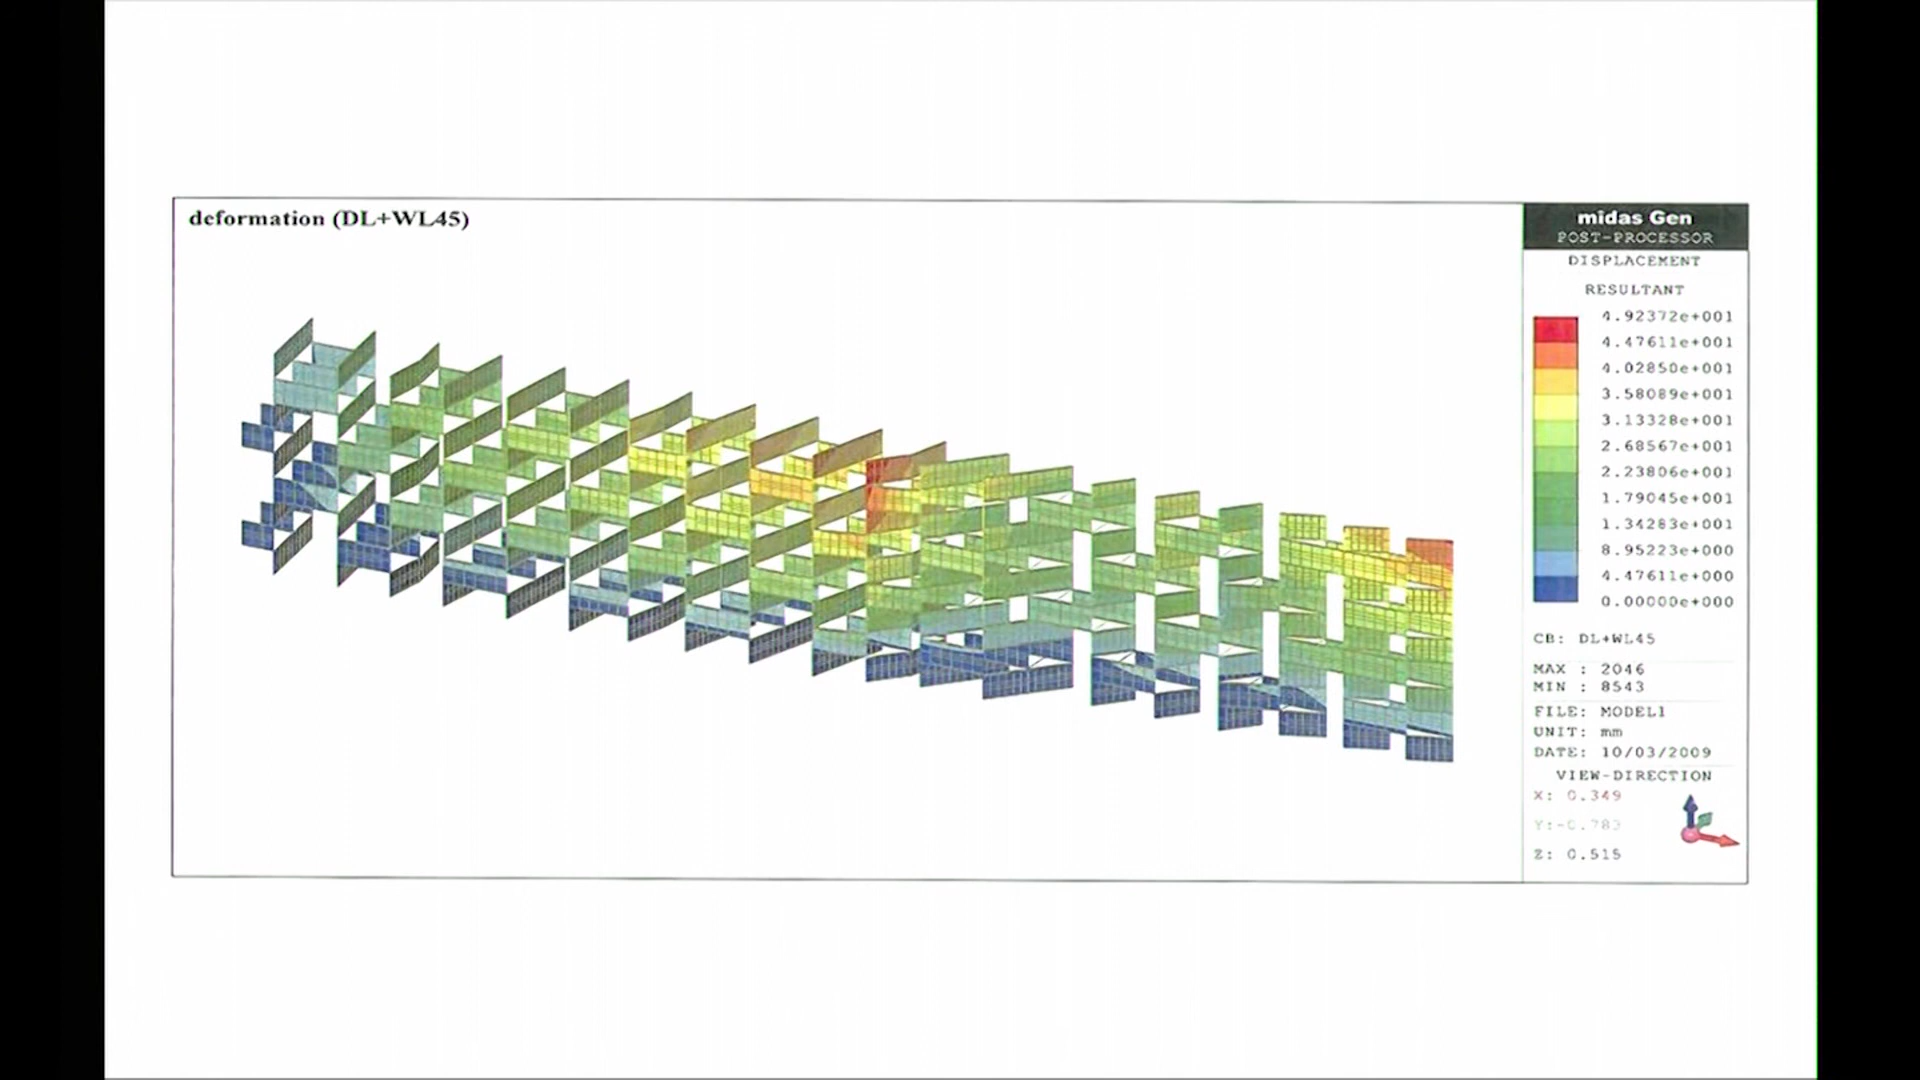 deformation (DL+WL45)
midas Gen
POST-PROCESSOR
DISPLACEMENT
RESULTANT
4.92372e+001
4.47611e+001
4.02850e+001
3.58089e+001
3.13328e+001
2.68567e+001
2.23806e+001
1.79045e+001
1.34283e+001
8.95223e+000
4.47611e+000
0.00000e+000
CB: DL+WL45
MAX : 2046
MIN : 8543
FILE: MODEL1
UNIT: mm
DATE: 10/03/2009
VIEW-DIRECTION
X: 0.349
Y:-0.783
Z: 0.515